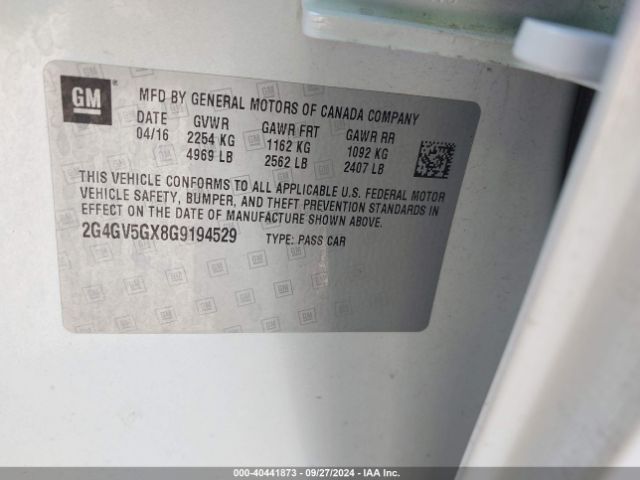 GM
MFD BY GENERAL MOTORS OF CANADA COMPANY
DATE GVWR GAWR FRT GAWR RR
04/16 2254 KG 1162 KG 1092 KG
4969 LB 2562 LB 2407 LB
THIS VEHICLE CONFORMS TO ALL APPLICABLE U.S. FEDERAL MOTOR
VEHICLE SAFETY, BUMPER, AND THEFT PREVENTION STANDARDS IN
EFFECT ON THE DATE OF MANUFACTURE SHOWN ABOVE.
2G4GV5GX8G9194529 TYPE: PASS CAR
000-40441873 - 09/27/2024 - IAA Inc.